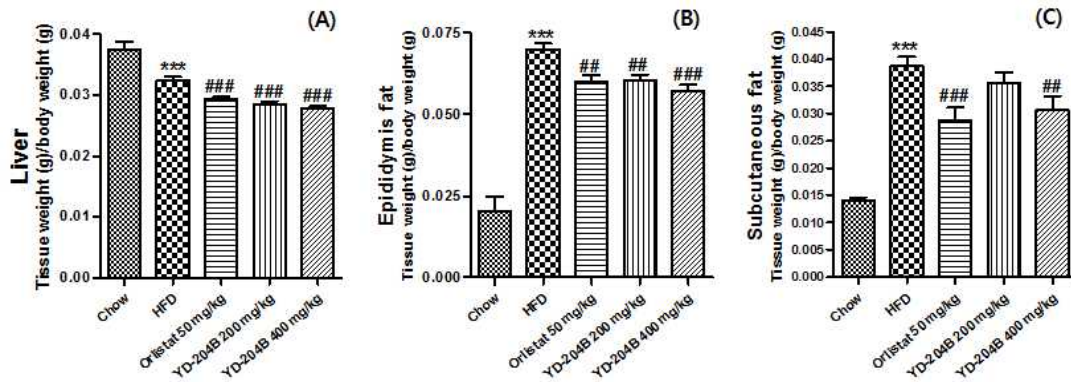 (A)
Liver
Tissue weight (g)/body weight (g)
0.04
0.03
0.02
0.01
0.00
***
###
###
###
Chow
HFD
Orlistat 50 mg/kg
YD-204B 200 mg/kg
YD-204B 400 mg/kg
(B)
Epididymis fat
Tissue weight (g)/body weight (g)
0.075
0.050
0.025
0.000
***
##
##
###
Chow
HFD
Orlistat 50 mg/kg
YD-204B 200 mg/kg
YD-204B 400 mg/kg
(C)
Subcutaneous fat
Tissue weight (g)/body weight (g)
0.045
0.040
0.035
0.030
0.025
0.020
0.015
0.010
0.005
0.000
***
###
##
Chow
HFD
Orlistat 50 mg/kg
YD-204B 200 mg/kg
YD-204B 400 mg/kg